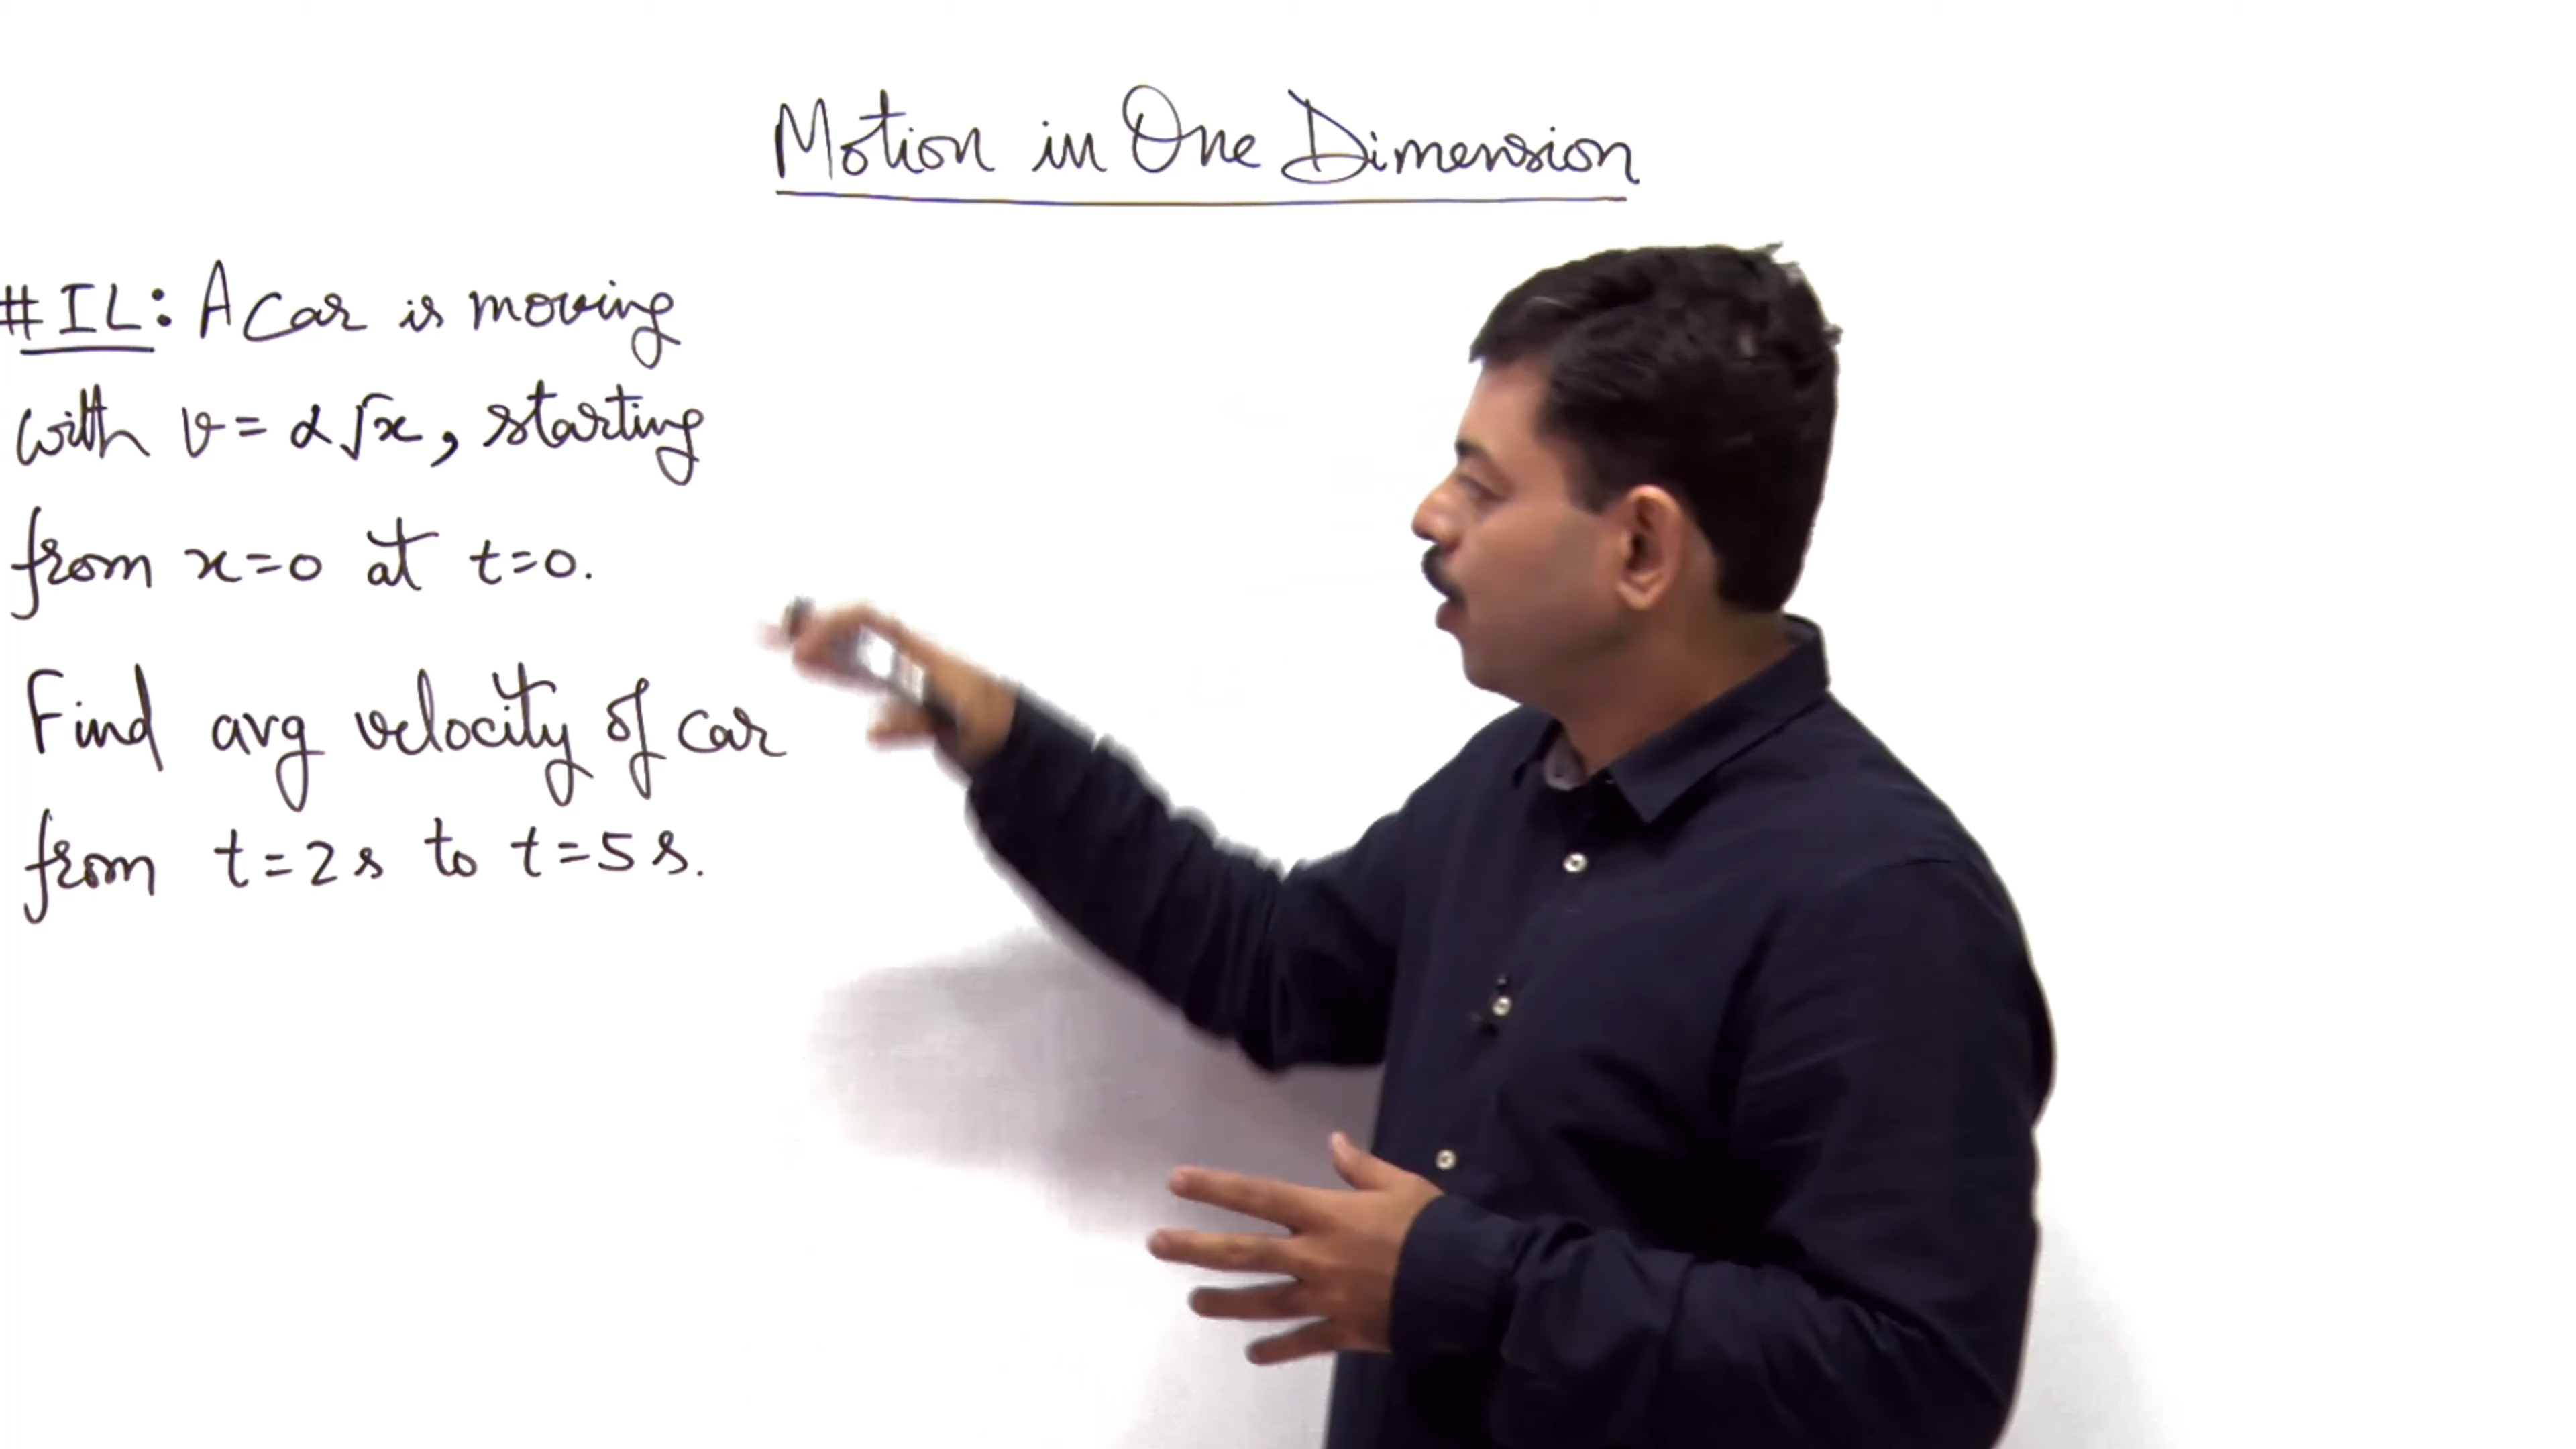 Motion in One Dimension
#IL: A car is moving
with v = α√x, starting
from x=0 at t=0.
Find avg velocity of car
from t=2s to t=5s.